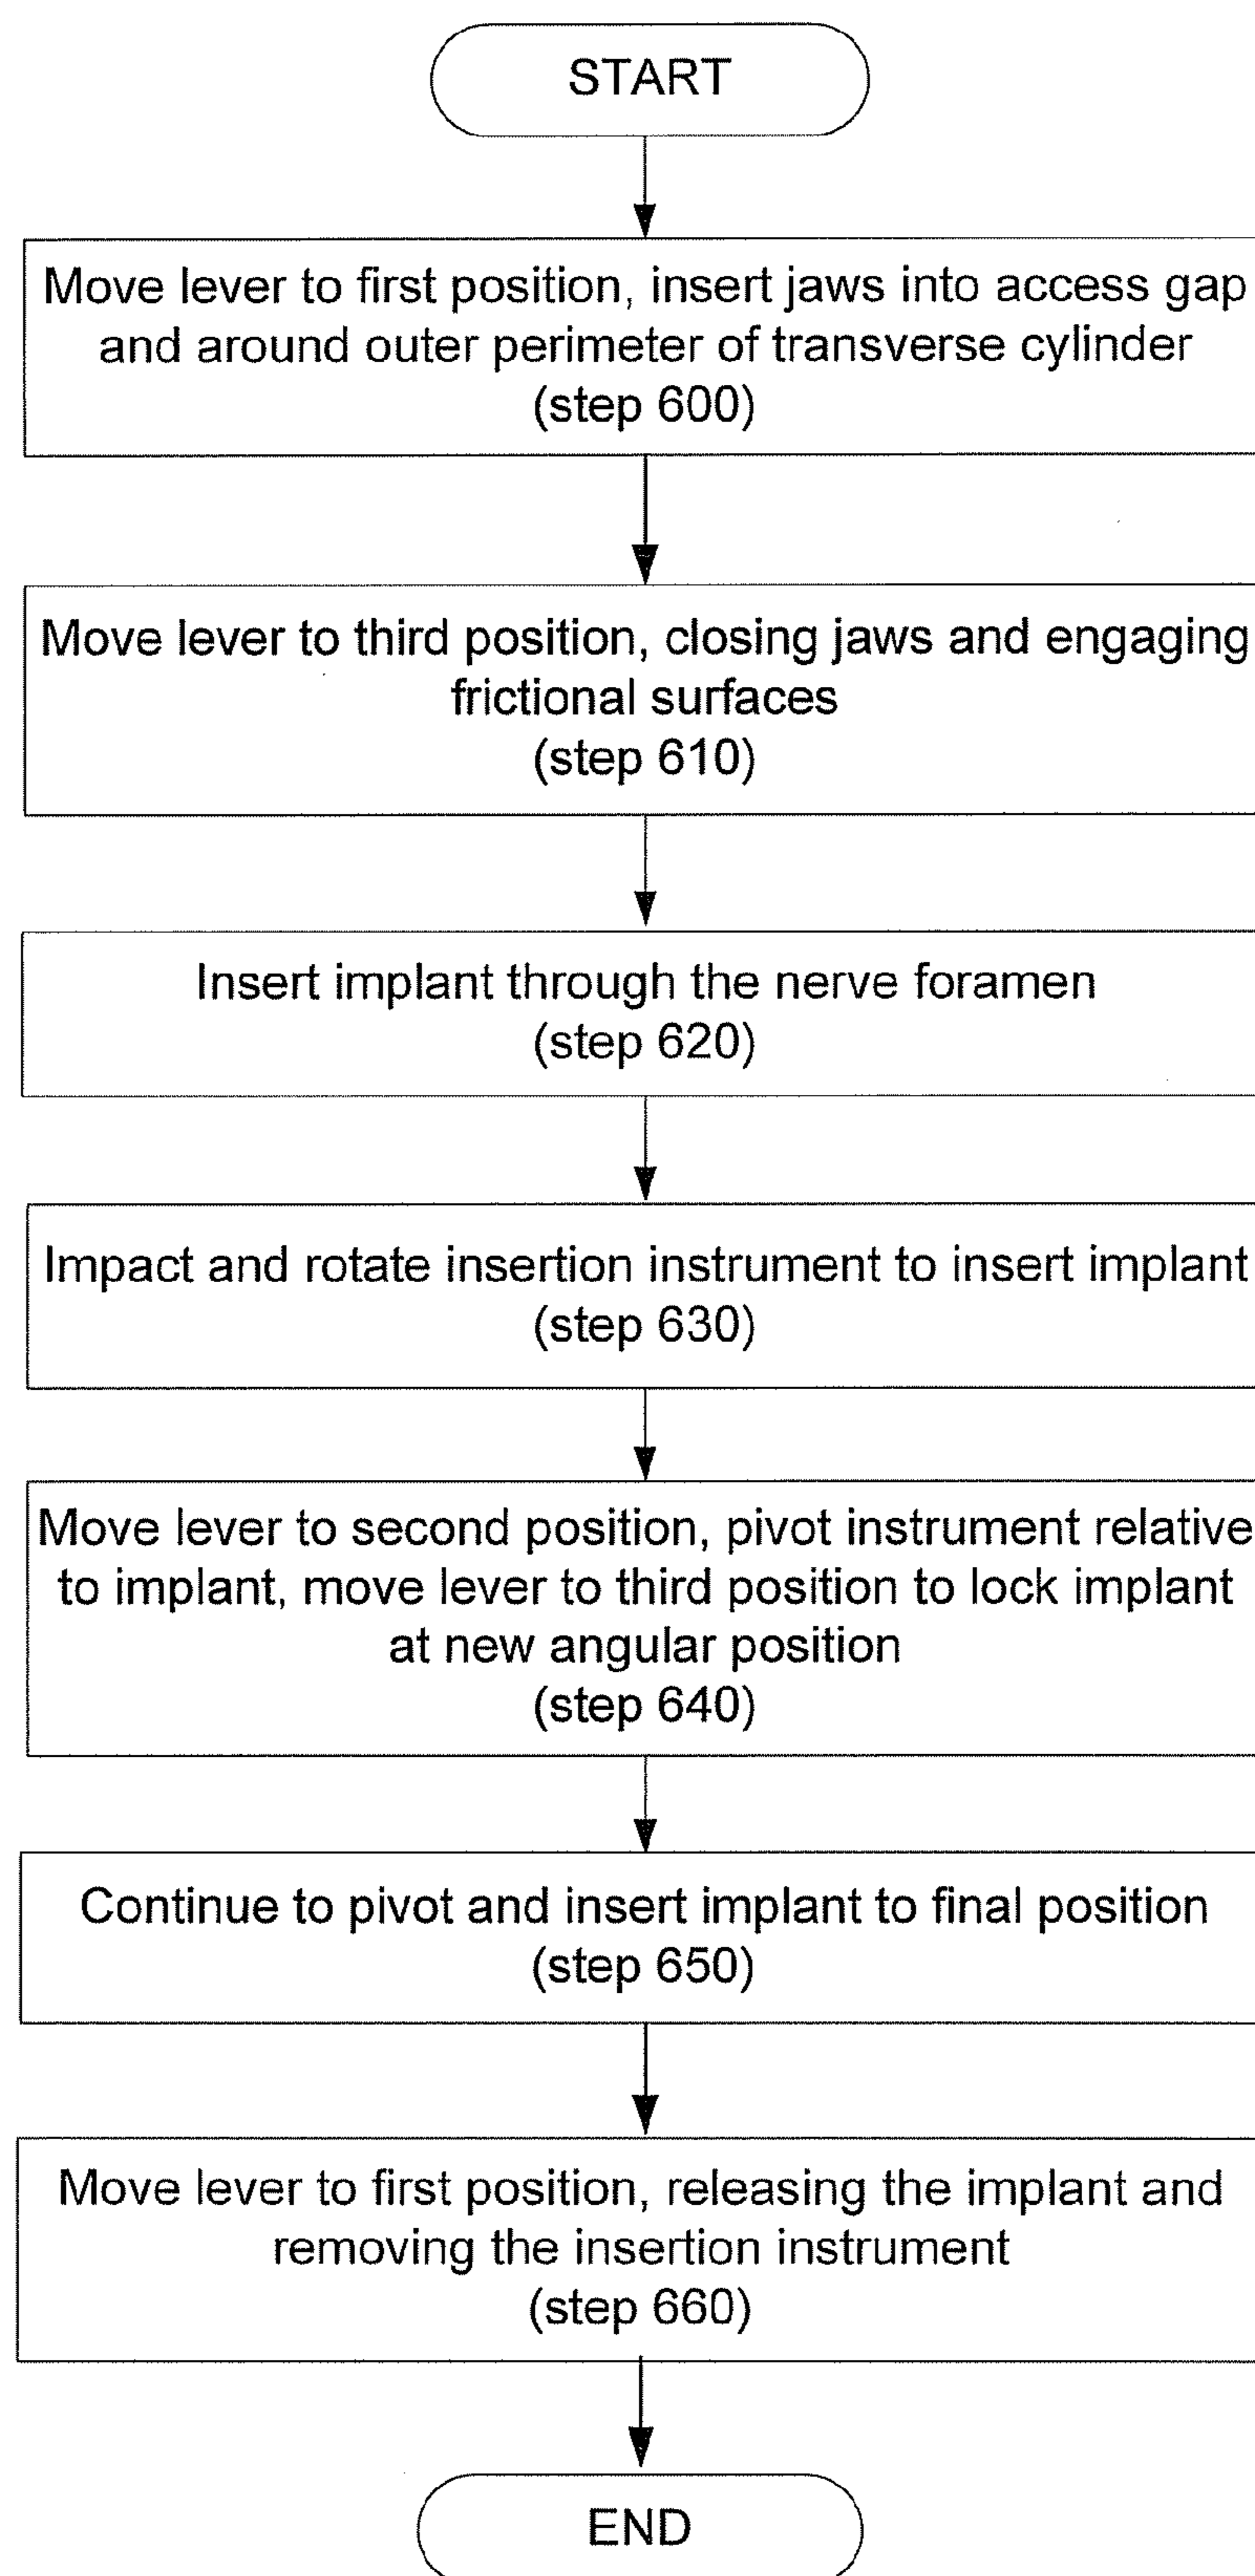 START
Move lever to first position, insert jaws into access gap
and around outer perimeter of transverse cylinder
(step 600)
Move lever to third position, closing jaws and engaging
frictional surfaces
(step 610)
Insert implant through the nerve foramen
(step 620)
Impact and rotate insertion instrument to insert implant
(step 630)
Move lever to second position, pivot instrument relative
to implant, move lever to third position to lock implant
at new angular position
(step 640)
Continue to pivot and insert implant to final position
(step 650)
Move lever to first position, releasing the implant and
removing the insertion instrument
(step 660)
END